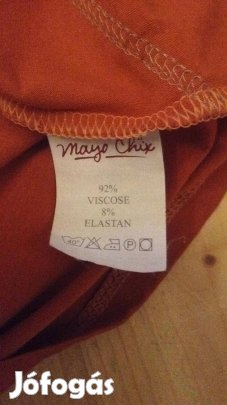 Mayo Chix
92%
VISCOSE
8%
ELASTAN
40°
P
Jófogás